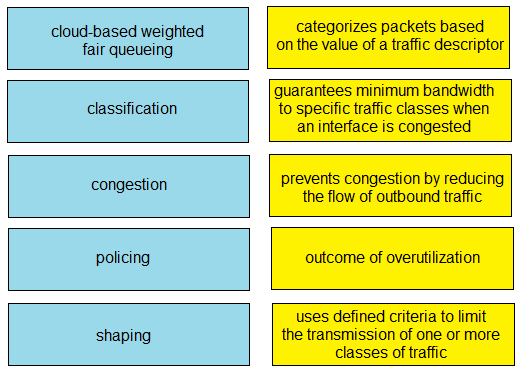 cloud-based weighted
fair queueing
categorizes packets based
on the value of a traffic descriptor
classification
guarantees minimum bandwidth
to specific traffic classes when
an interface is congested
congestion
prevents congestion by reducing
the flow of outbound traffic
policing
outcome of overutilization
shaping
uses defined criteria to limit
the transmission of one or more
classes of traffic